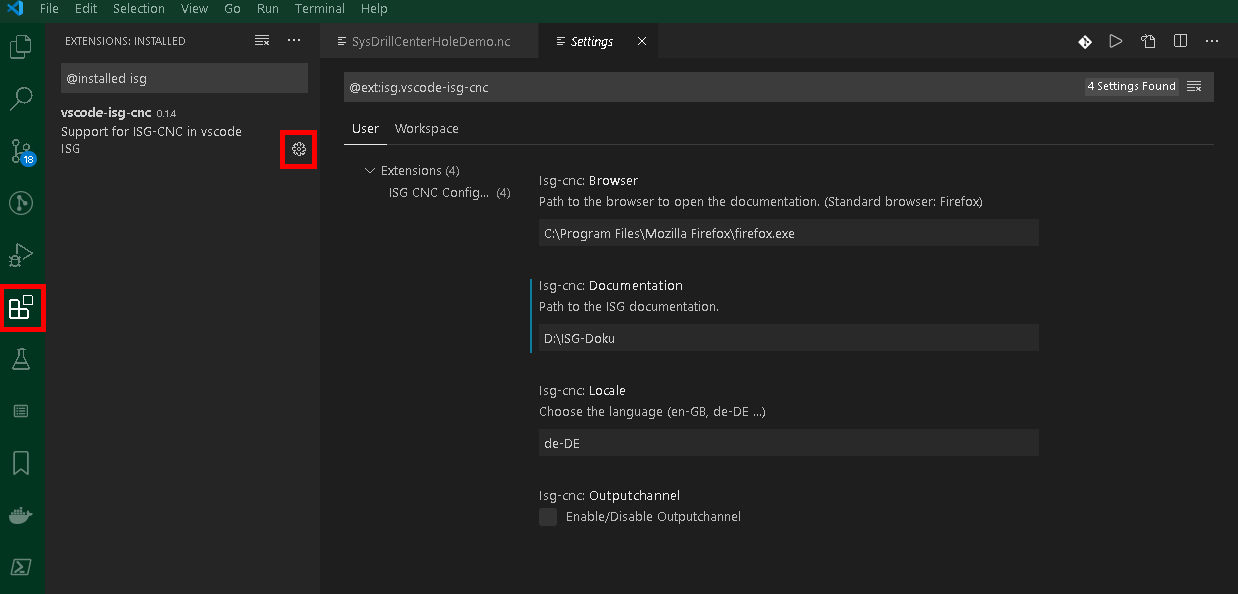 File Edit Selection View Go Run Terminal Help
EXTENSIONS: INSTALLED
@installed isg
vscode-isg-cnc 0.1.4
Support for ISG-CNC in vscode
ISG
18
SysDrillCenterHoleDemo.nc
Settings
@ext:isg.vscode-isg-cnc
4 Settings Found
User Workspace
Extensions (4)
ISG CNC Config... (4)
Isg-cnc: Browser
Path to the browser to open the documentation. (Standard browser: Firefox)
C:\Program Files\Mozilla Firefox\firefox.exe
Isg-cnc: Documentation
Path to the ISG documentation.
D:\ISG-Doku
Isg-cnc: Locale
Choose the language (en-GB, de-DE ...)
de-DE
Isg-cnc: Outputchannel
Enable/Disable Outputchannel